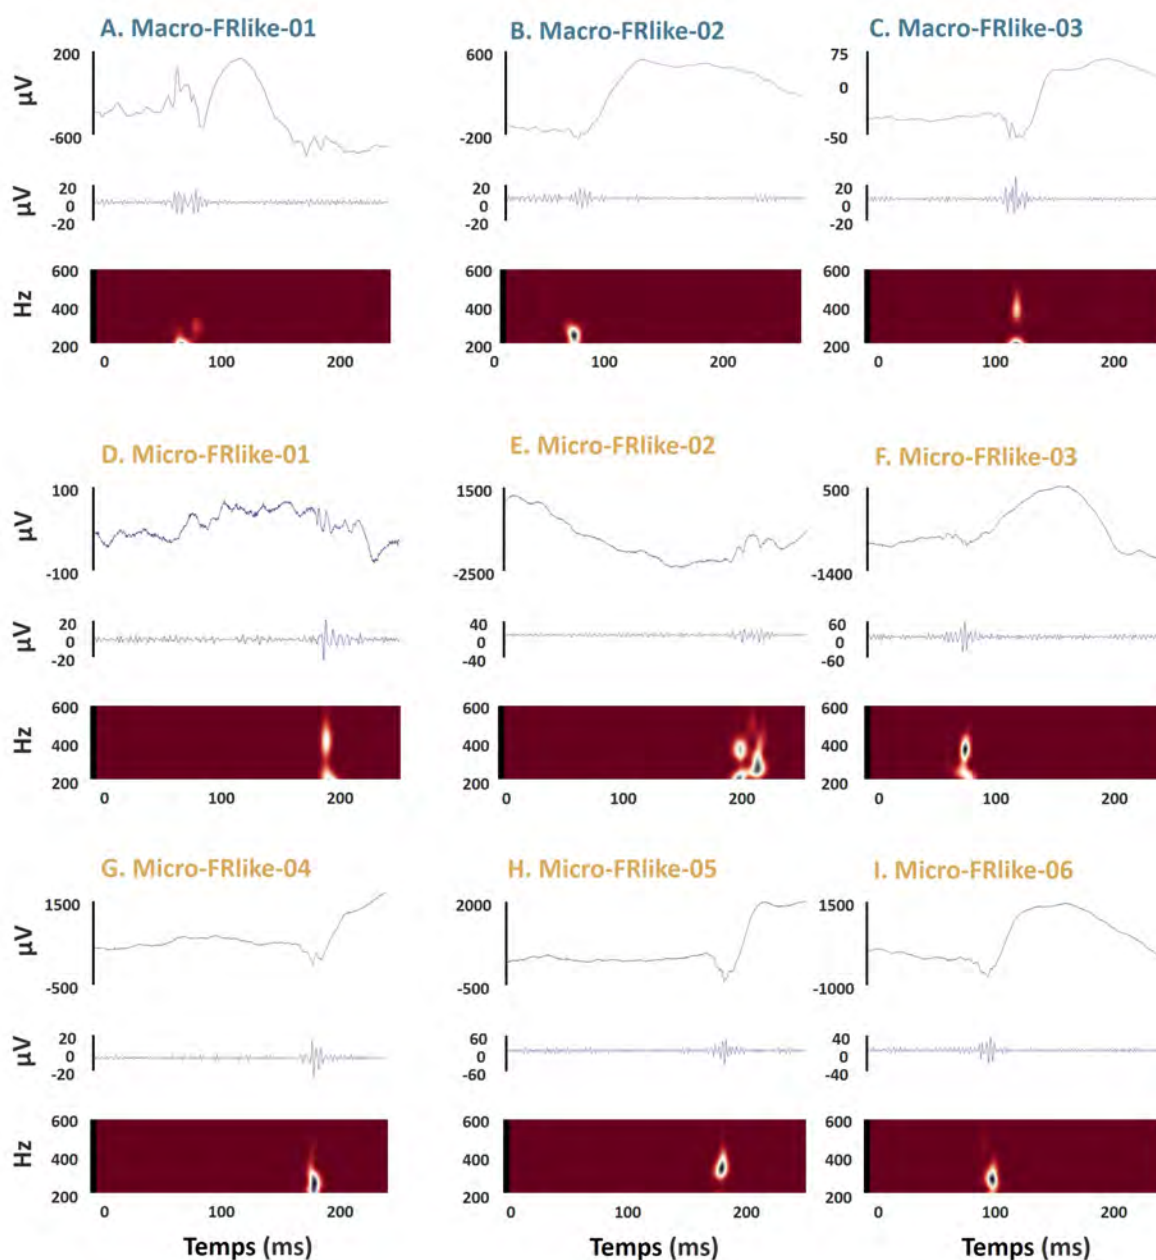 A. Macro-FRlike-01
B. Macro-FRlike-02
C. Macro-FRlike-03
µV
200
-600
600
-200
75
0
-50
µV
20
0
-20
20
0
-20
20
0
-20
Hz
600
400
200
600
400
200
600
400
200
0 100 200
0 100 200
0 100 200
D. Micro-FRlike-01
E. Micro-FRlike-02
F. Micro-FRlike-03
µV
100
-100
1500
-2500
500
-1400
µV
20
0
-20
40
0
-40
60
0
-60
Hz
600
400
200
600
400
200
600
400
200
0 100 200
0 100 200
0 100 200
G. Micro-FRlike-04
H. Micro-FRlike-05
I. Micro-FRlike-06
µV
1500
-500
2000
-500
1500
-1000
µV
20
0
-20
60
0
-60
40
0
-40
Hz
600
400
200
600
400
200
600
400
200
0 100 200
0 100 200
0 100 200
Temps (ms)
Temps (ms)
Temps (ms)